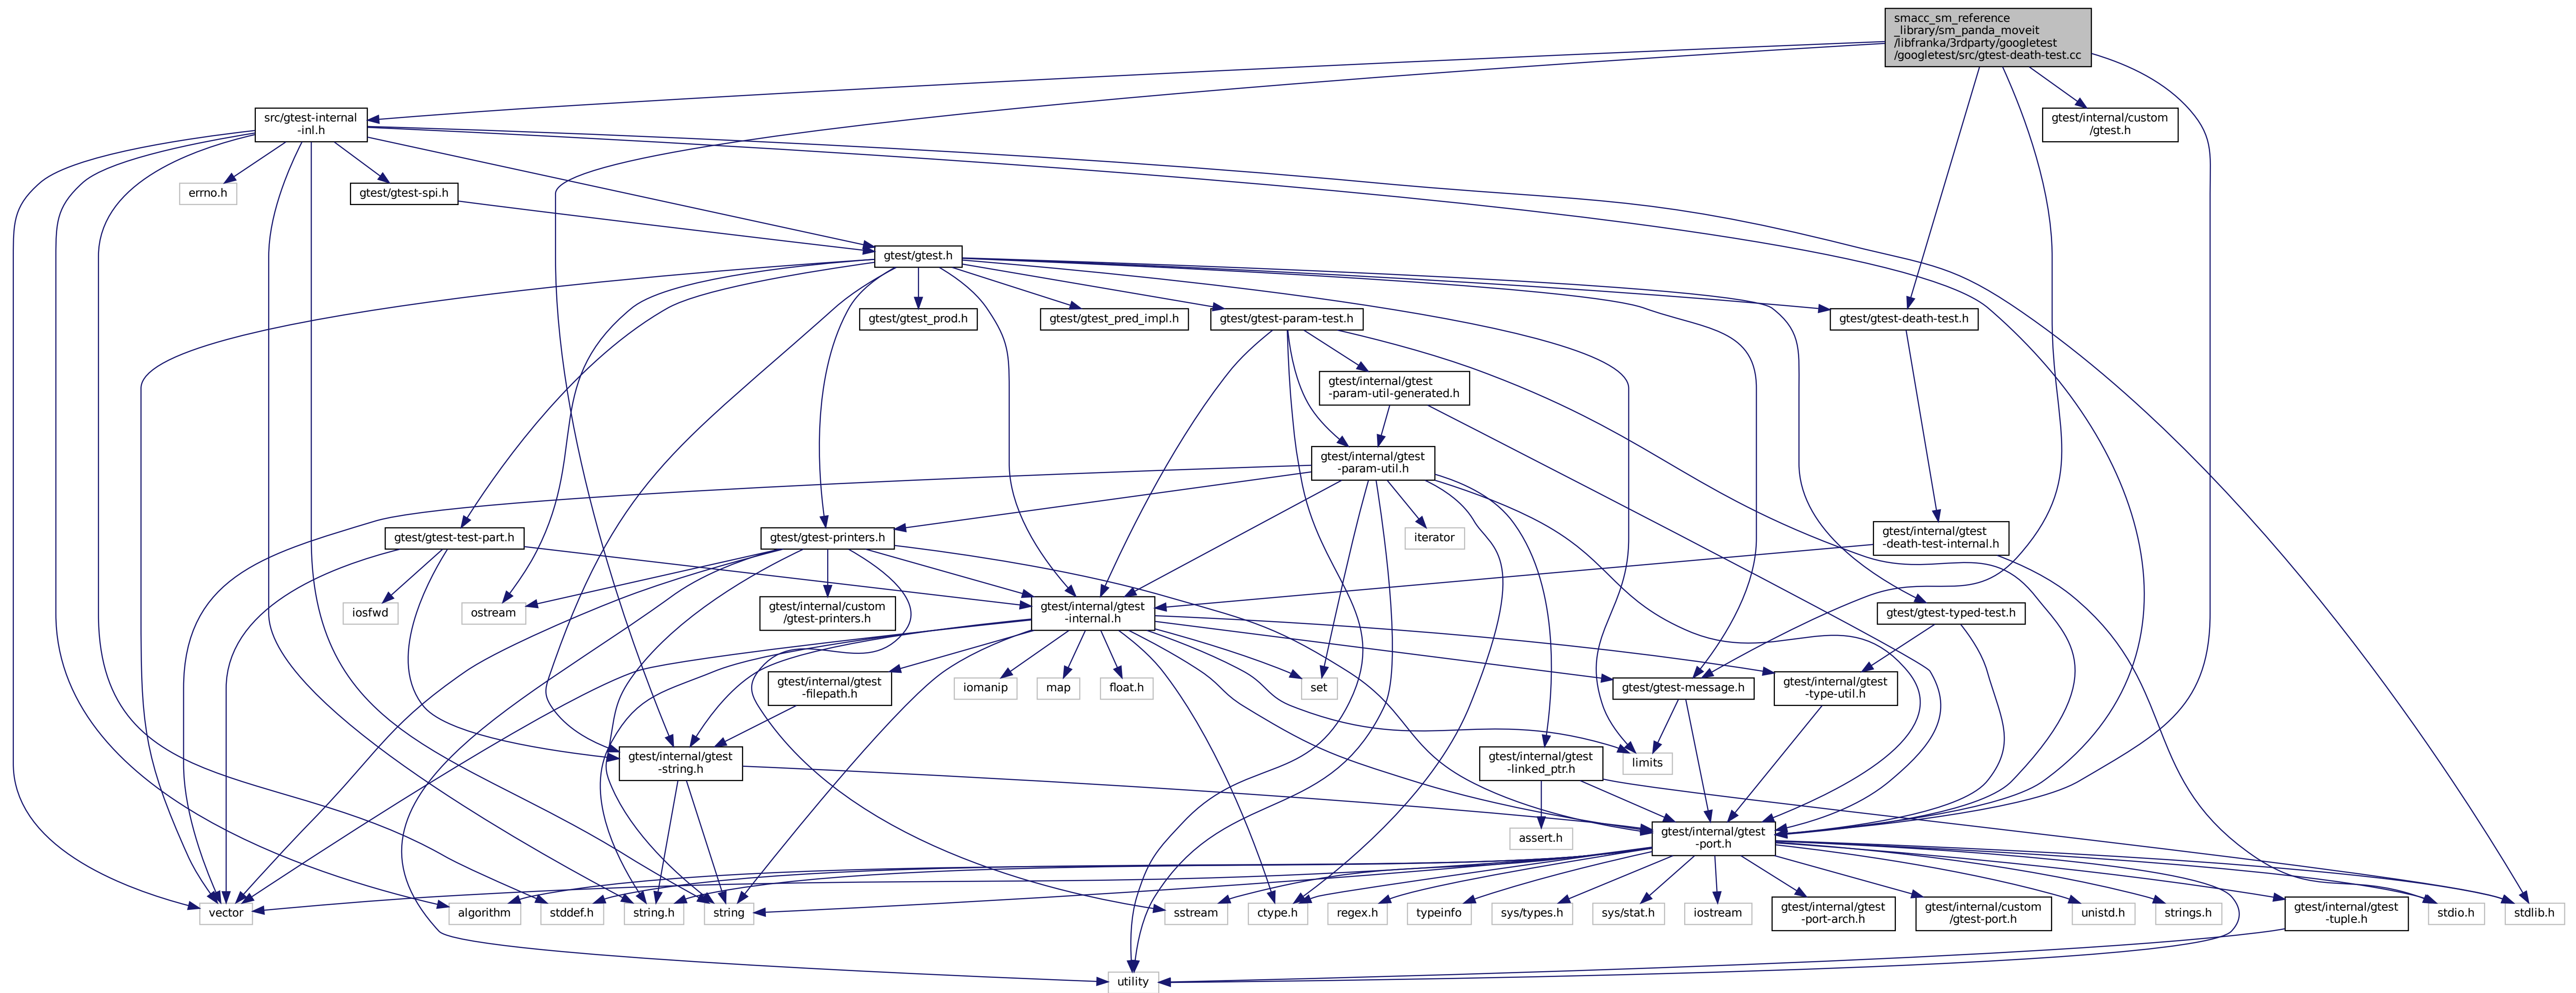 smacc_sm_reference
_library/sm_panda_moveit
/libfranka/3rdparty/googletest
/googletest/src/gtest-death-test.cc
src/gtest-internal
-inl.h
gtest/internal/custom
/gtest.h
errno.h
gtest/gtest-spi.h
gtest/gtest.h
gtest/gtest_prod.h
gtest/gtest_pred_impl.h
gtest/gtest-param-test.h
gtest/gtest-death-test.h
gtest/internal/gtest
-param-util-generated.h
gtest/internal/gtest
-param-util.h
gtest/gtest-test-part.h
gtest/gtest-printers.h
iterator
gtest/internal/gtest
-death-test-internal.h
iosfwd
ostream
gtest/internal/custom
/gtest-printers.h
gtest/internal/gtest
-internal.h
gtest/gtest-typed-test.h
gtest/internal/gtest
-filepath.h
iomanip
map
float.h
set
gtest/gtest-message.h
gtest/internal/gtest
-type-util.h
gtest/internal/gtest
-string.h
gtest/internal/gtest
-linked_ptr.h
limits
assert.h
gtest/internal/gtest
-port.h
vector
algorithm
stddef.h
string.h
string
sstream
ctype.h
regex.h
typeinfo
sys/types.h
sys/stat.h
iostream
gtest/internal/gtest
-port-arch.h
gtest/internal/custom
/gtest-port.h
unistd.h
strings.h
gtest/internal/gtest
-tuple.h
stdio.h
stdlib.h
utility